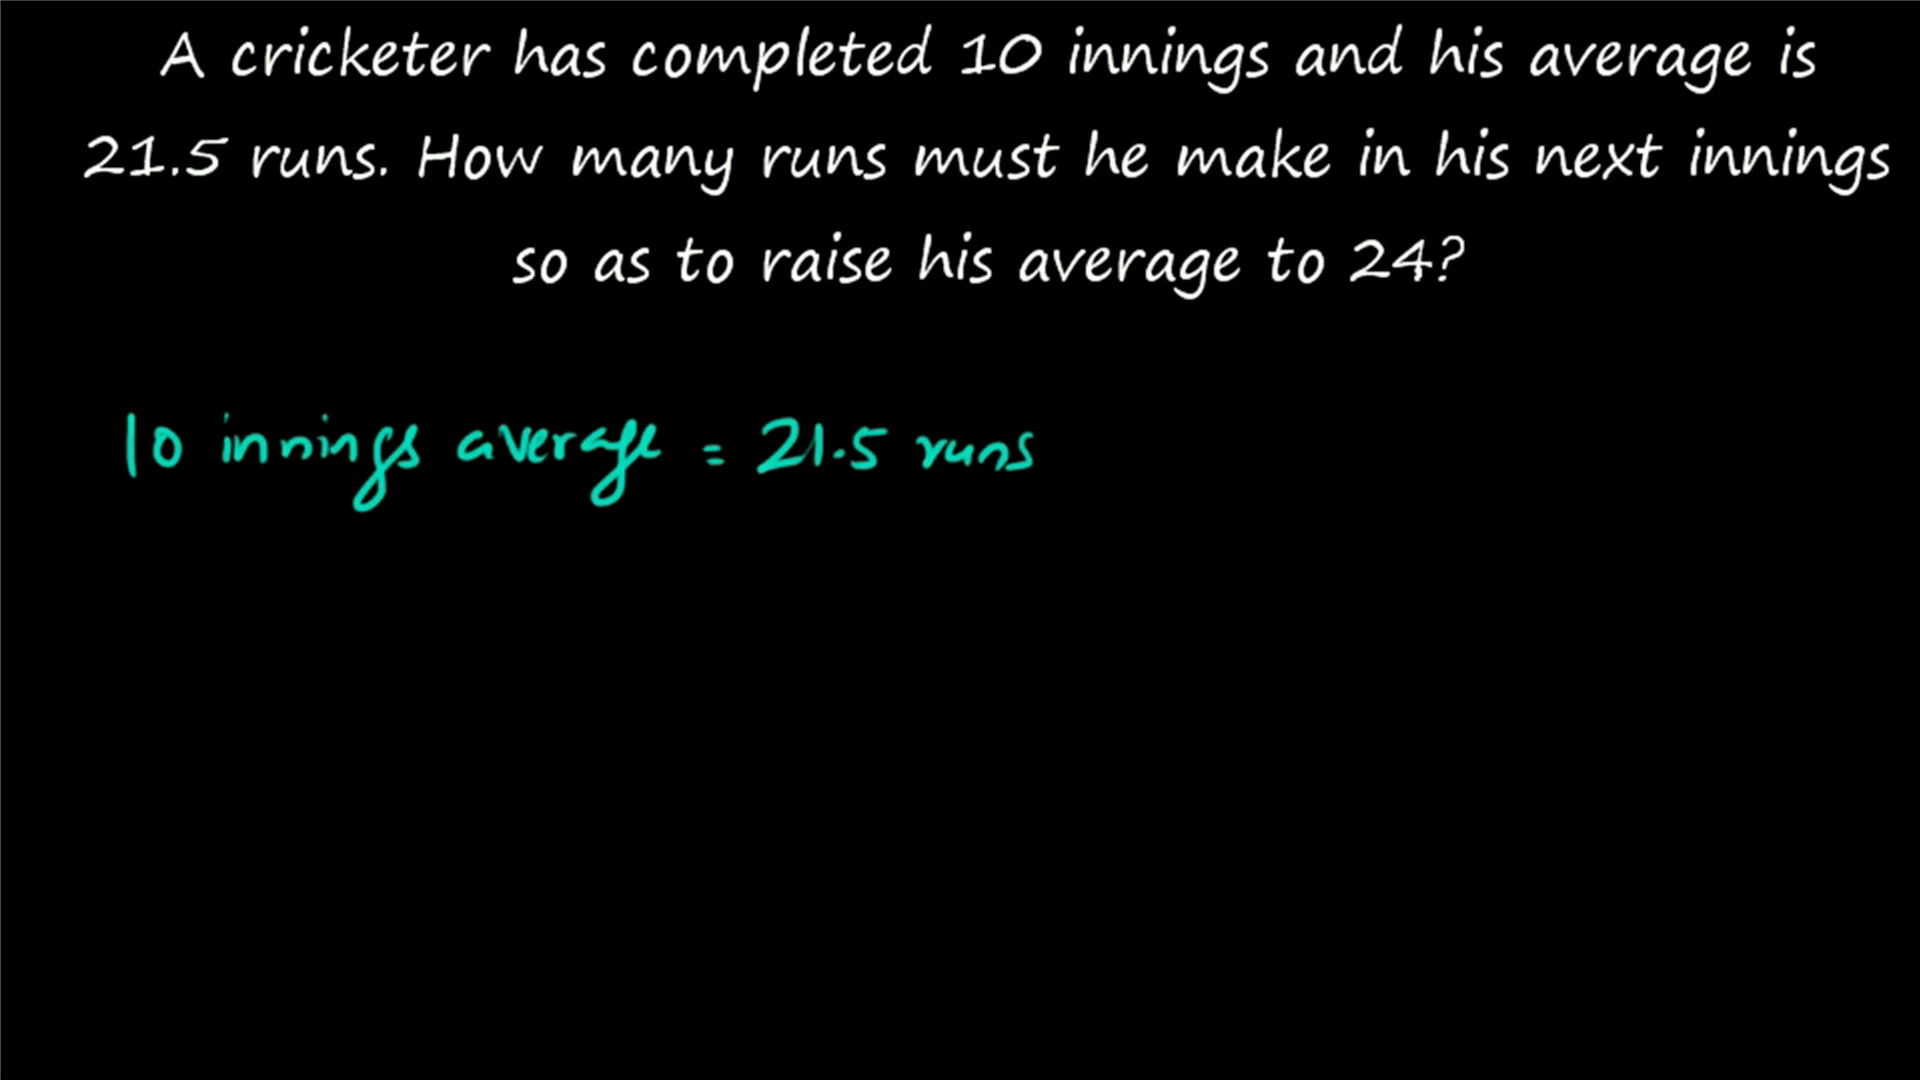 A cricketer has completed 10 innings and his average is
21.5 runs. How many runs must he make in his next innings
so as to raise his average to 24?
10 innings average = 21.5 runs